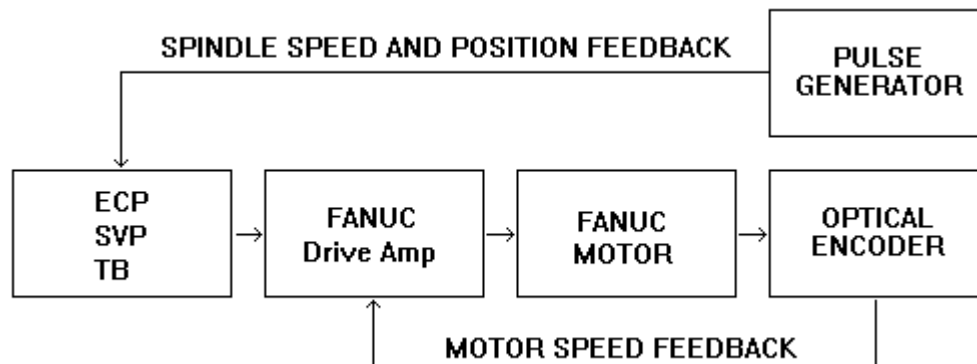 SPINDLE SPEED AND POSITION FEEDBACK
PULSE
GENERATOR
ECP
SVP
TB
FANUC
Drive Amp
FANUC
MOTOR
OPTICAL
ENCODER
MOTOR SPEED FEEDBACK